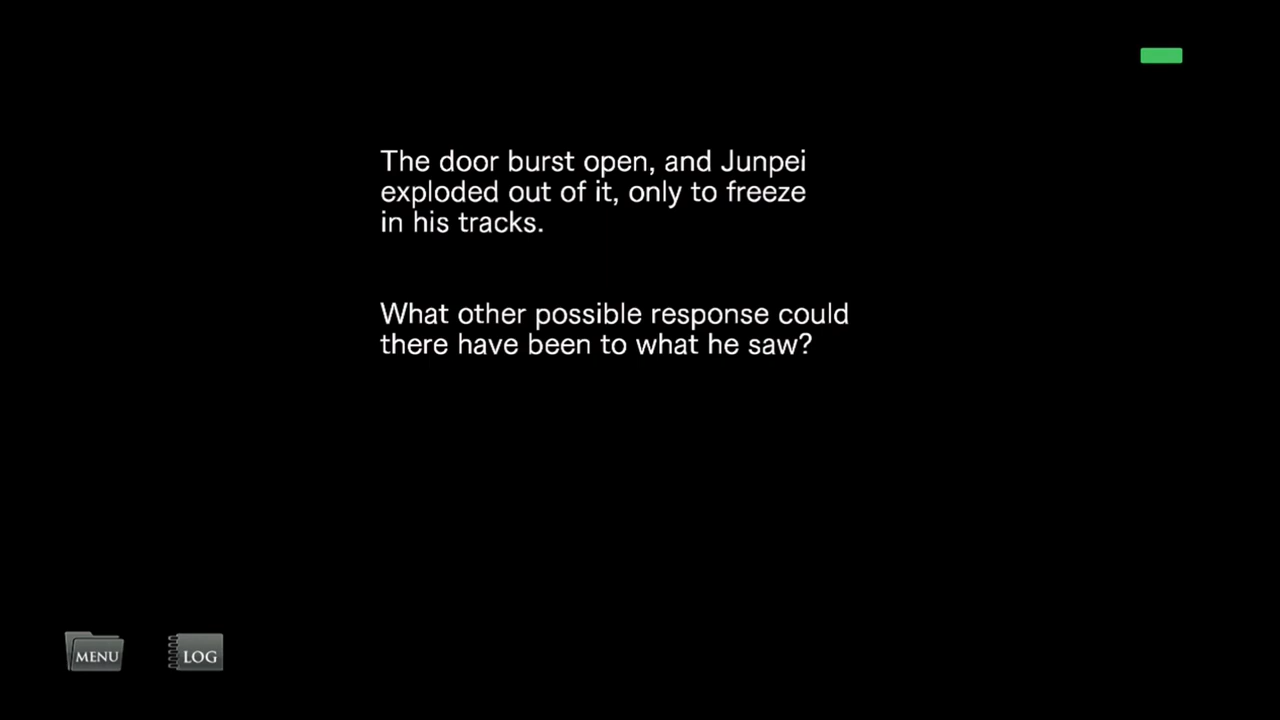 The door burst open, and Junpei
exploded out of it, only to freeze
in his tracks.
What other possible response could
there have been to what he saw?
MENU
LOG